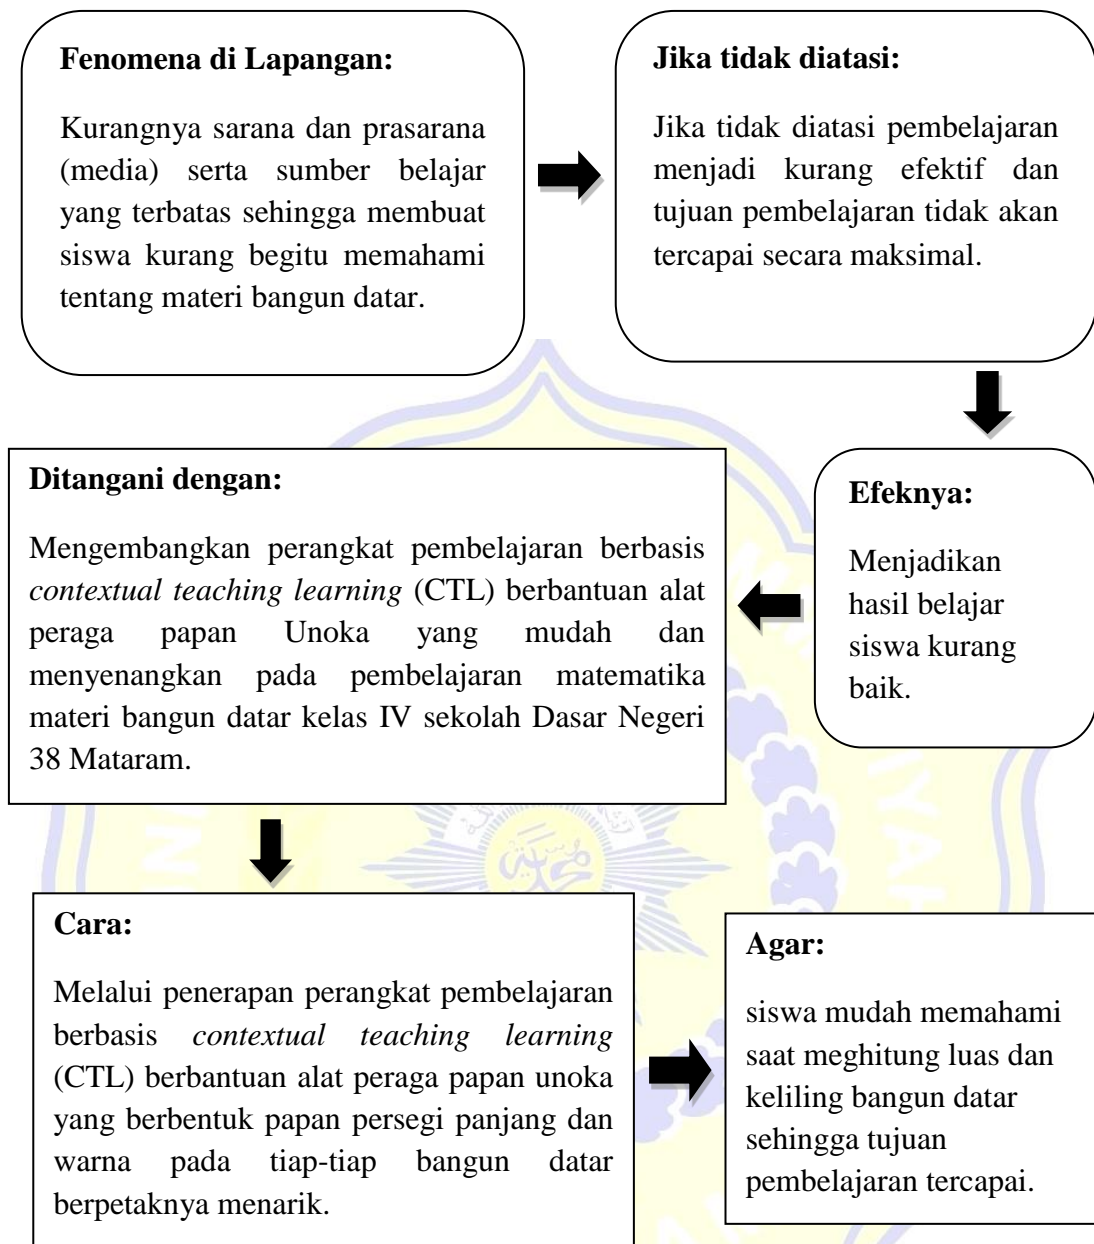 Fenomena di Lapangan:
Kurangnya sarana dan prasarana
(media) serta sumber belajar
yang terbatas sehingga membuat
siswa kurang begitu memahami
tentang materi bangun datar.
Jika tidak diatasi:
Jika tidak diatasi pembelajaran
menjadi kurang efektif dan
tujuan pembelajaran tidak akan
tercapai secara maksimal.
Efeknya:
Menjadikan
hasil belajar
siswa kurang
baik.
Ditangani dengan:
Mengembangkan perangkat pembelajaran berbasis
contextual teaching learning (CTL) berbantuan alat
peraga papan Unoka yang mudah dan
menyenangkan pada pembelajaran matematika
materi bangun datar kelas IV sekolah Dasar Negeri
38 Mataram.
Cara:
Melalui penerapan perangkat pembelajaran
berbasis contextual teaching learning
(CTL) berbantuan alat peraga papan unoka
yang berbentuk papan persegi panjang dan
warna pada tiap-tiap bangun datar
berpetaknya menarik.
Agar:
siswa mudah memahami
saat meghitung luas dan
keliling bangun datar
sehingga tujuan
pembelajaran tercapai.